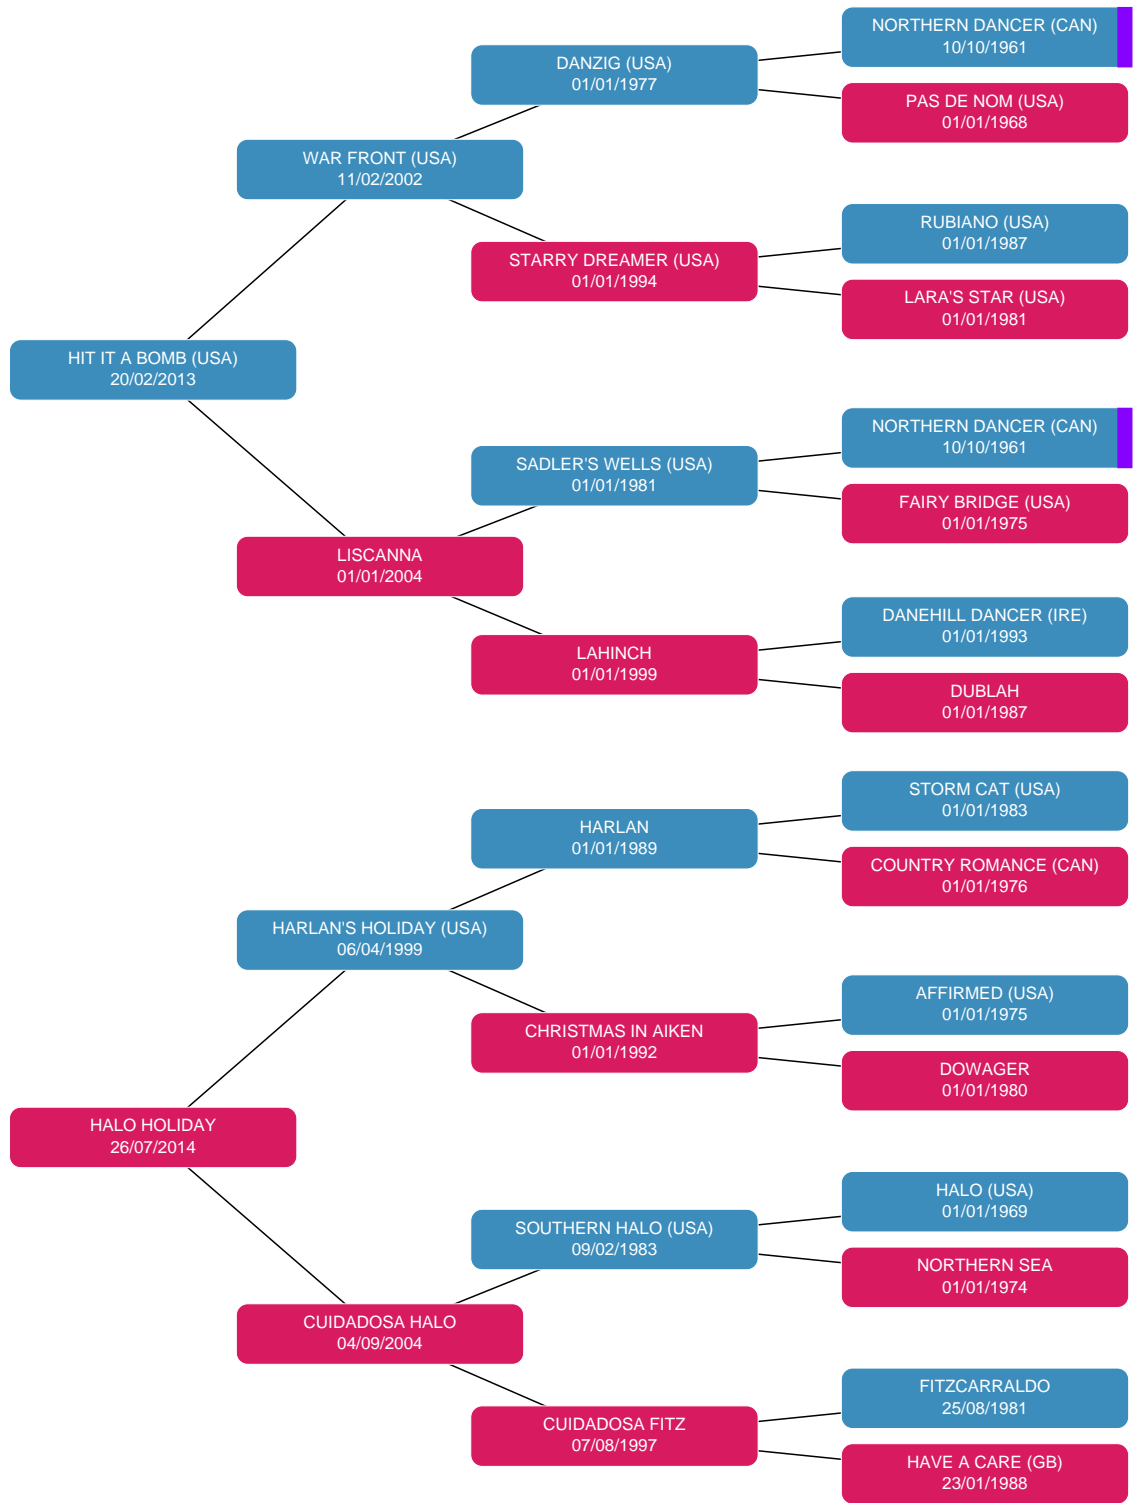 NORTHERN DANCER (CAN)
10/10/1961
DANZIG (USA)
01/01/1977
PAS DE NOM (USA)
01/01/1968
WAR FRONT (USA)
11/02/2002
RUBIANO (USA)
01/01/1987
STARRY DREAMER (USA)
01/01/1994
LARA'S STAR (USA)
01/01/1981
HIT IT A BOMB (USA)
20/02/2013
NORTHERN DANCER (CAN)
10/10/1961
SADLER'S WELLS (USA)
01/01/1981
FAIRY BRIDGE (USA)
01/01/1975
LISCANNA
01/01/2004
DANEHILL DANCER (IRE)
01/01/1993
LAHINCH
01/01/1999
DUBLAH
01/01/1987
STORM CAT (USA)
01/01/1983
HARLAN
01/01/1989
COUNTRY ROMANCE (CAN)
01/01/1976
HARLAN'S HOLIDAY (USA)
06/04/1999
AFFIRMED (USA)
01/01/1975
CHRISTMAS IN AIKEN
01/01/1992
DOWAGER
01/01/1980
HALO HOLIDAY
26/07/2014
HALO (USA)
01/01/1969
SOUTHERN HALO (USA)
09/02/1983
NORTHERN SEA
01/01/1974
CUIDADOSA HALO
04/09/2004
FITZCARRALDO
25/08/1981
CUIDADOSA FITZ
07/08/1997
HAVE A CARE (GB)
23/01/1988